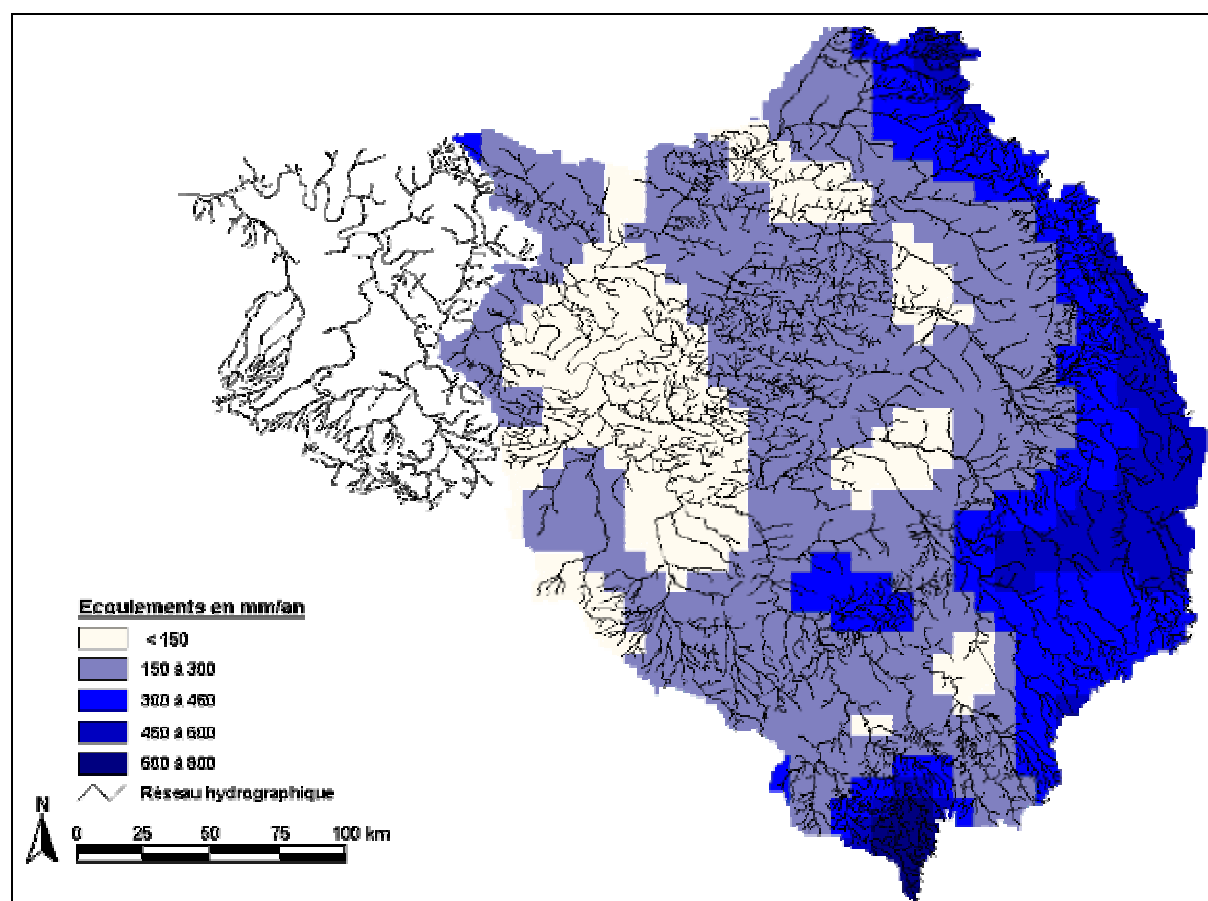 Ecoulements en mm/an
< 150
150 à 300
300 à 450
450 à 600
600 à 800
Réseau hydrographique
N
0 25 50 75 100 km